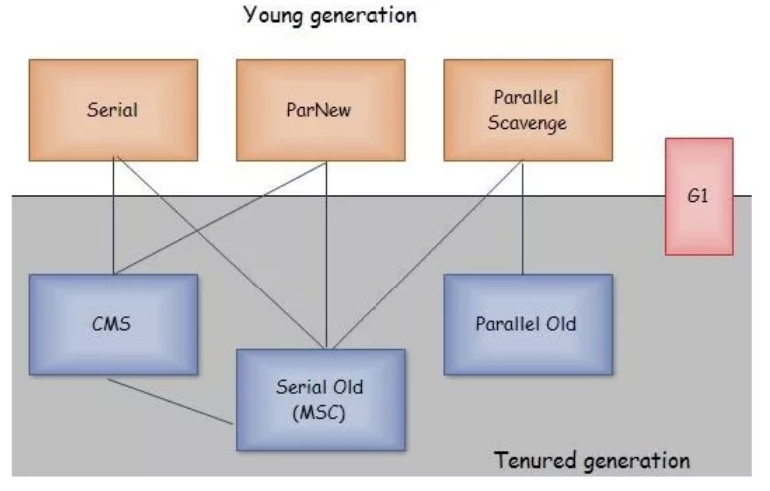 Young generation
Serial
ParNew
Parallel
Scavenge
G1
CMS
Parallel Old
Serial Old
(MSC)
Tenured generation